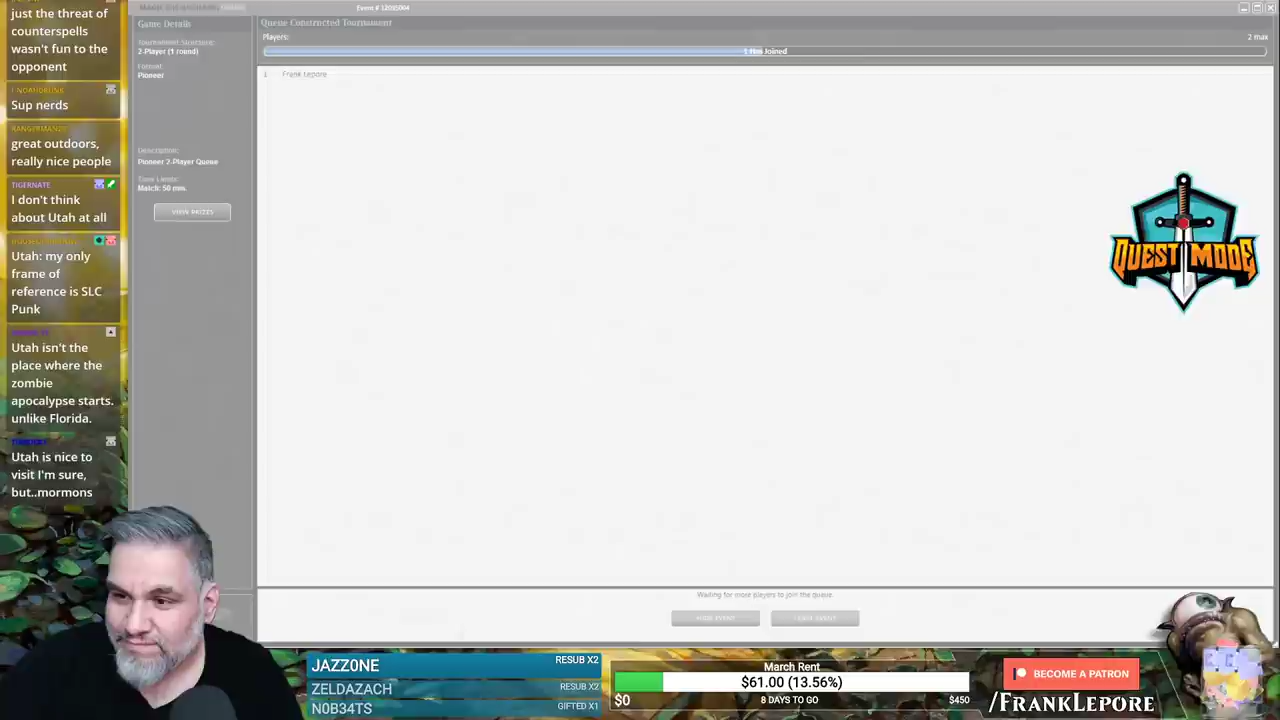 just the threat of
counterspells
wasn't fun to the
opponent
Sup nerds
great outdoors,
really nice people
TIGERNATE
I don't think
about Utah at all
Utah: my only
frame of
reference is SLC
Punk
Utah isn't the
place where the
zombie
apocalypse starts.
unlike Florida.
Utah is nice to
visit I'm sure,
but..mormons
Game Details
Tournament Structure:
2-Player (1 round)
Format:
Pioneer
Description:
Pioneer 2-Player Queue
Time Limits:
Match: 50 min.
VIEW PRIZES
Event # 12035004
Queue Constructed Tournament
Players:
2 max
1 Has Joined
1 Frank Lepore
Waiting for more players to join the queue.
QUEST MODE
JAZZ0NE RESUB X2
ZELDAZACH RESUB X2
N0B34TS GIFTED X1
March Rent
$61.00 (13.56%)
$0 8 DAYS TO GO $450
BECOME A PATRON
/FRANKLEPORE